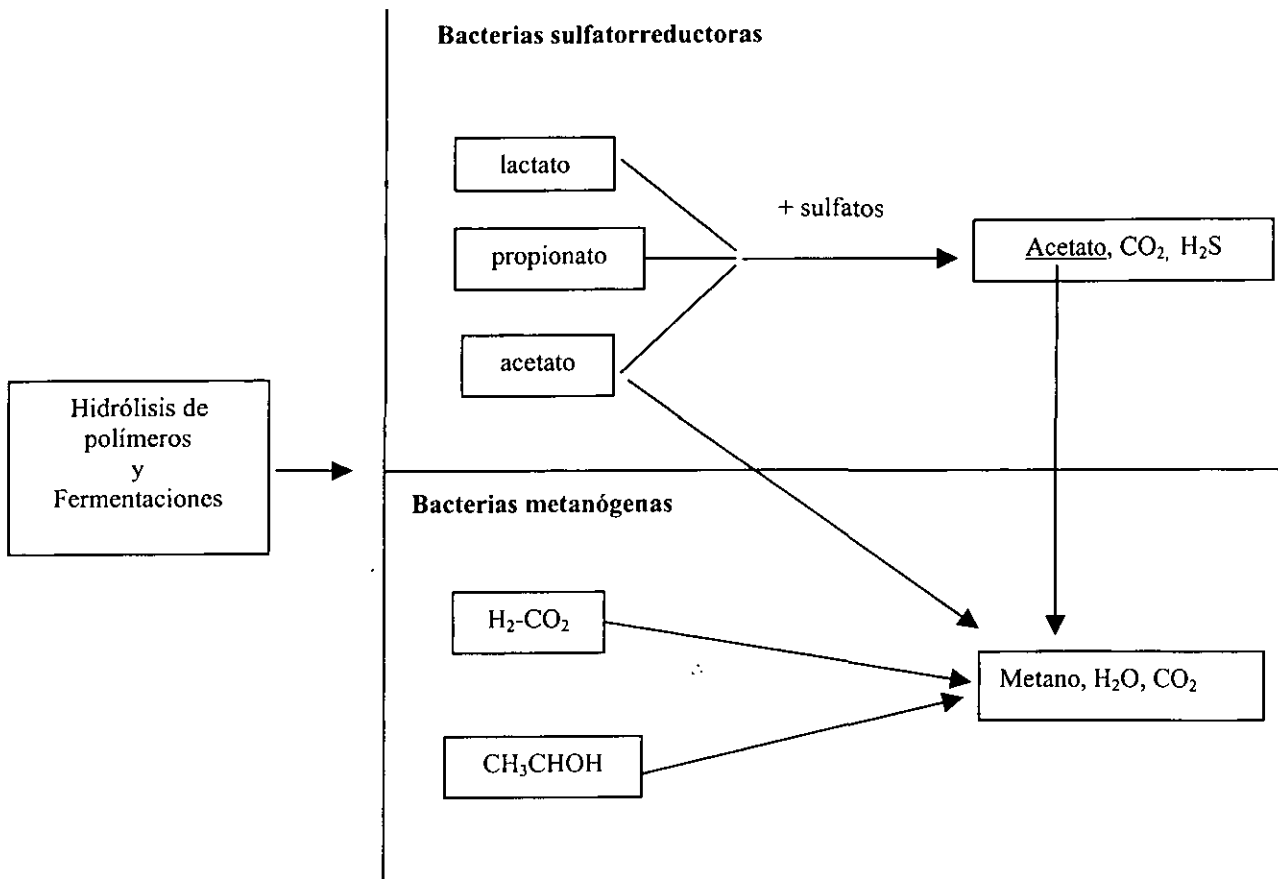 Bacterias sulfatorreductoras
lactato
+ sulfatos
propionato
Acetato, CO₂, H₂S
acetato
Hidrólisis de
polímeros
y
Fermentaciones
Bacterias metanógenas
H₂-CO₂
Metano, H₂O, CO₂
CH₃CHOH